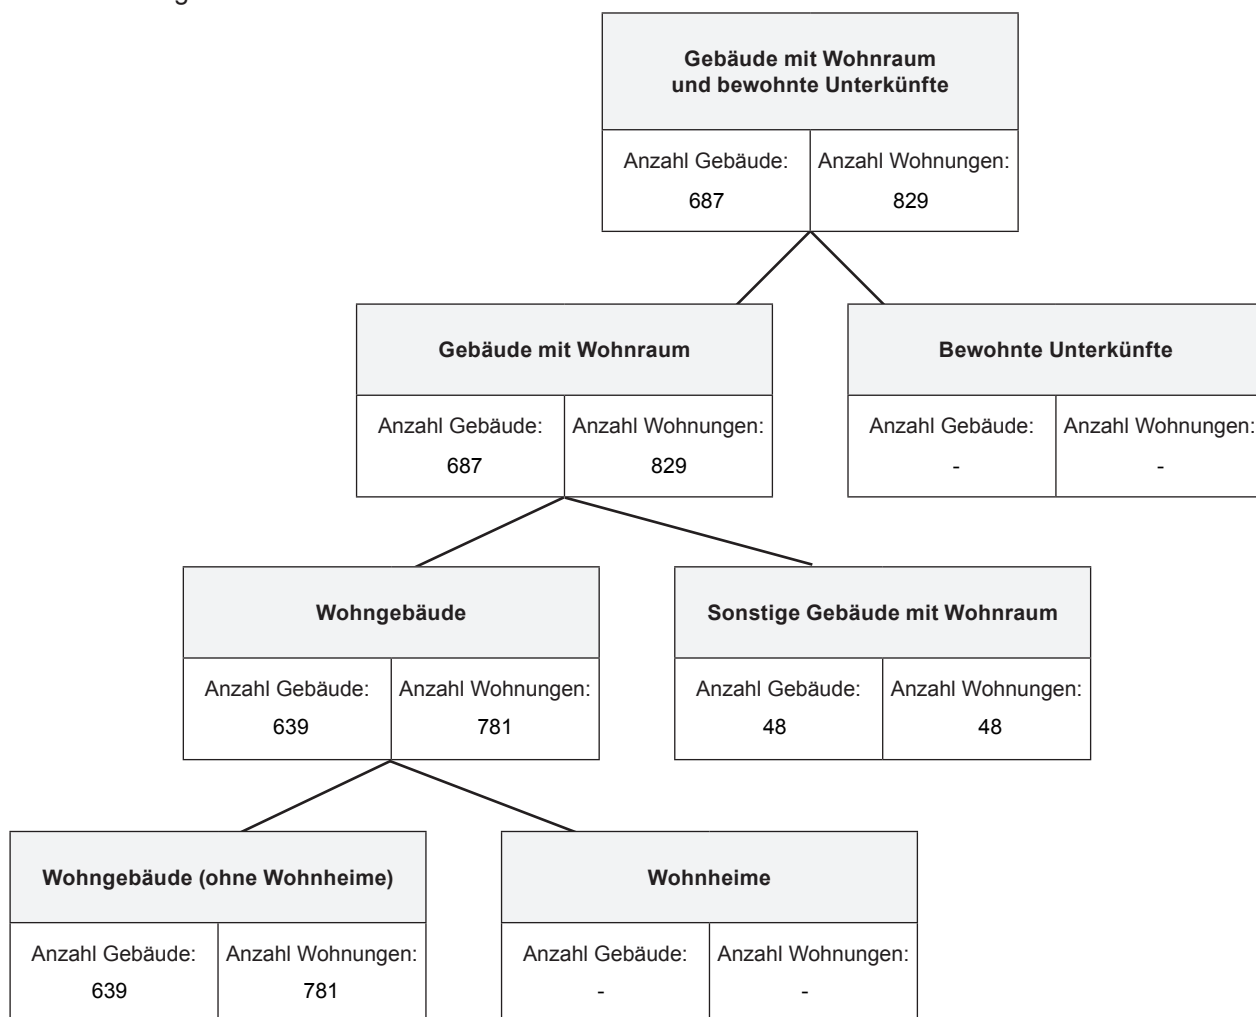 Gebäude mit Wohnraum
und bewohnte Unterkünfte
Anzahl Gebäude: Anzahl Wohnungen:
687 829
Gebäude mit Wohnraum
Anzahl Gebäude: Anzahl Wohnungen:
687 829
Bewohnte Unterkünfte
Anzahl Gebäude: Anzahl Wohnungen:
- -
Wohngebäude
Anzahl Gebäude: Anzahl Wohnungen:
639 781
Sonstige Gebäude mit Wohnraum
Anzahl Gebäude: Anzahl Wohnungen:
48 48
Wohngebäude (ohne Wohnheime)
Anzahl Gebäude: Anzahl Wohnungen:
639 781
Wohnheime
Anzahl Gebäude: Anzahl Wohnungen:
- -